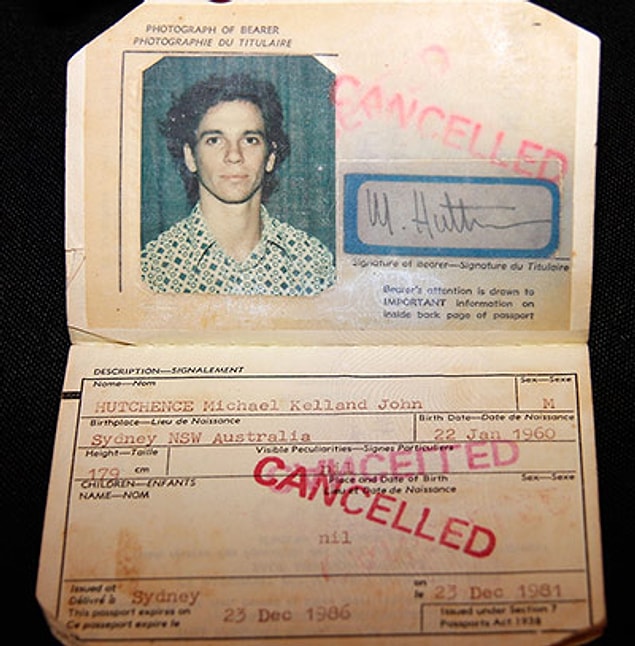 PHOTOGRAPH OF BEARER
PHOTOGRAPHIE DU TITULAIRE
CANCELLED
M. Hutt
Signature of Bearer—Signature du Titulaire
Bearer's attention is drawn to
IMPORTANT information on
inside back page of passport
DESCRIPTION—SIGNALEMENT
Name—Nom
Sex—Sexe
HUTCHENCE Michael Kelland John
M
Birthplace—Lieu de Naissance
Birth Date—Date de Naissance
Sydney NSW Australia
22 Jan 1960
Height—Taille
Visible Peculiarities—Signes Particuliers
179 cm
CANCELLED
CHILDREN—ENFANTS
Place and Date of Birth
Sex—Sexe
NAME—NOM
Lieu et Date de Naissance
CANCELLED
nil
Issued at
Délivré à
Sydney
on
le
23 Dec 1981
This passport expires on
Ce passeport expire le
23 Dec 1986
Issued under Section 7
Passports Act 1938